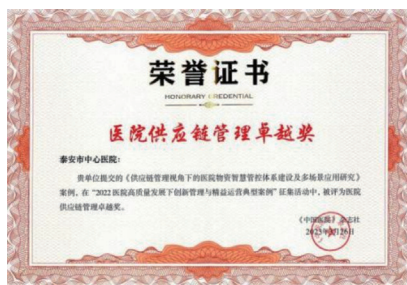 荣誉证书
HONORARY CREDENTIAL
医院供应链管理卓越奖
泰安市中心医院：
贵单位提交的《供应链管理视角下的医院物资智慧管控体系建设及多场景应用研究》
案例，在“2022医院高质量发展下创新管理与精益运营典型案例”征集活动中，被评为医院
供应链管理卓越奖。
《中国医院》杂志社